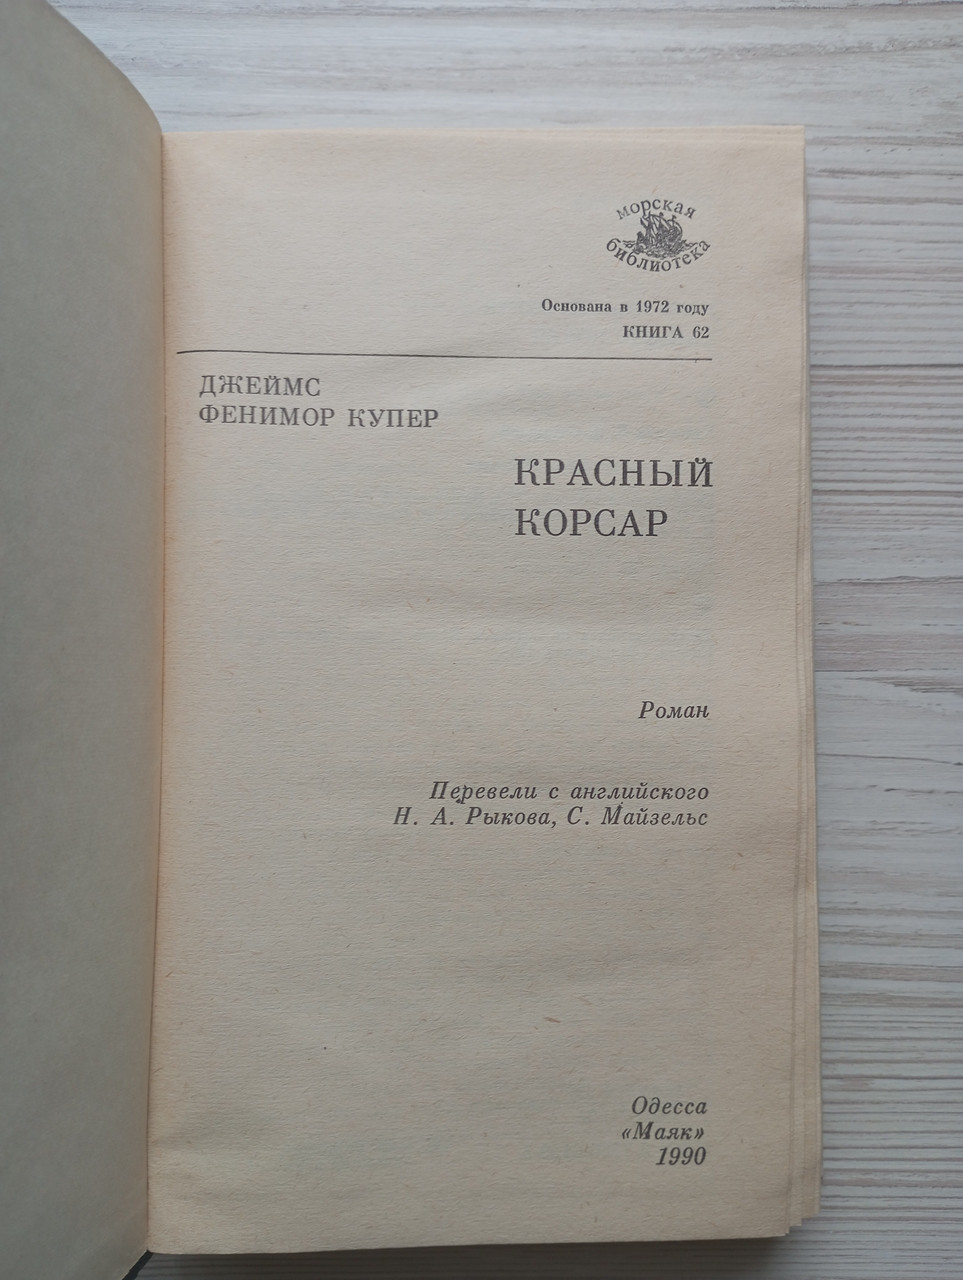 морская
библиотека
Основана в 1972 году
КНИГА 62
ДЖЕЙМС
ФЕНИМОР КУПЕР
КРАСНЫЙ
КОРСАР
Роман
Перевели с английского
Н. А. Рыкова, С. Майзельс
Одесса
«Маяк»
1990